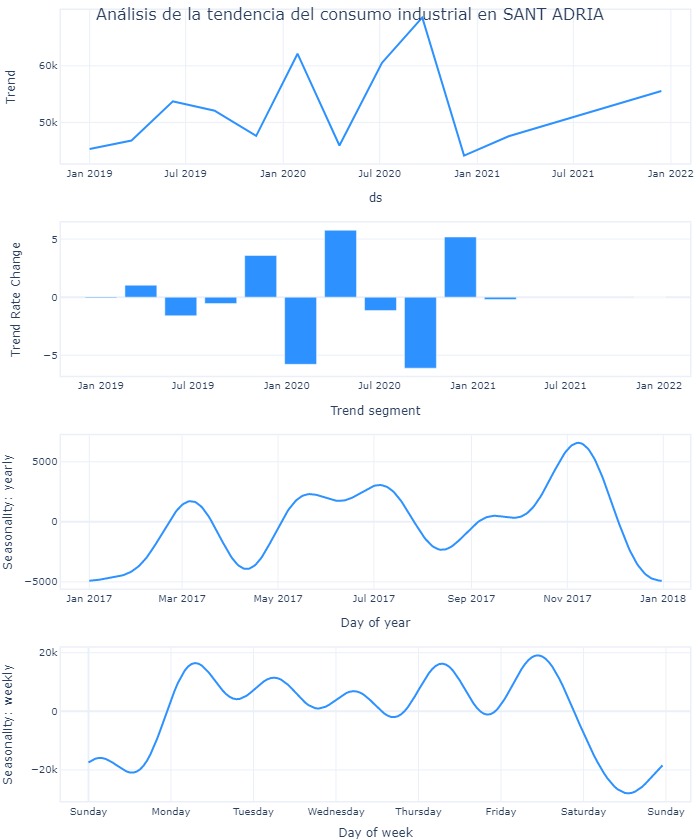 Análisis de la tendencia del consumo industrial en SANT ADRIA
60k
50k
Trend
Jan 2019 Jul 2019 Jan 2020 Jul 2020 Jan 2021 Jul 2021 Jan 2022
ds
5
0
−5
Trend Rate Change
Jan 2019 Jul 2019 Jan 2020 Jul 2020 Jan 2021 Jul 2021 Jan 2022
Trend segment
5000
0
−5000
Seasonality: yearly
Jan 2017 Mar 2017 May 2017 Jul 2017 Sep 2017 Nov 2017 Jan 2018
Day of year
20k
0
−20k
Seasonality: weekly
Sunday Monday Tuesday Wednesday Thursday Friday Saturday Sunday
Day of week